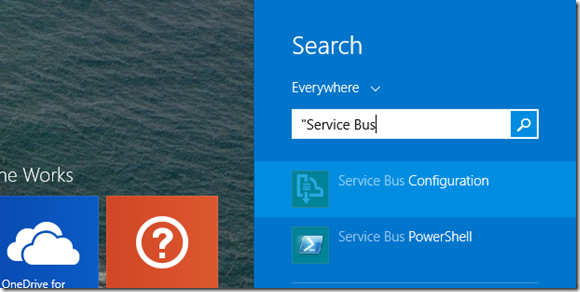 Search
Everywhere
"Service Bus
ne Works
Service Bus Configuration
Service Bus PowerShell
OneDrive for